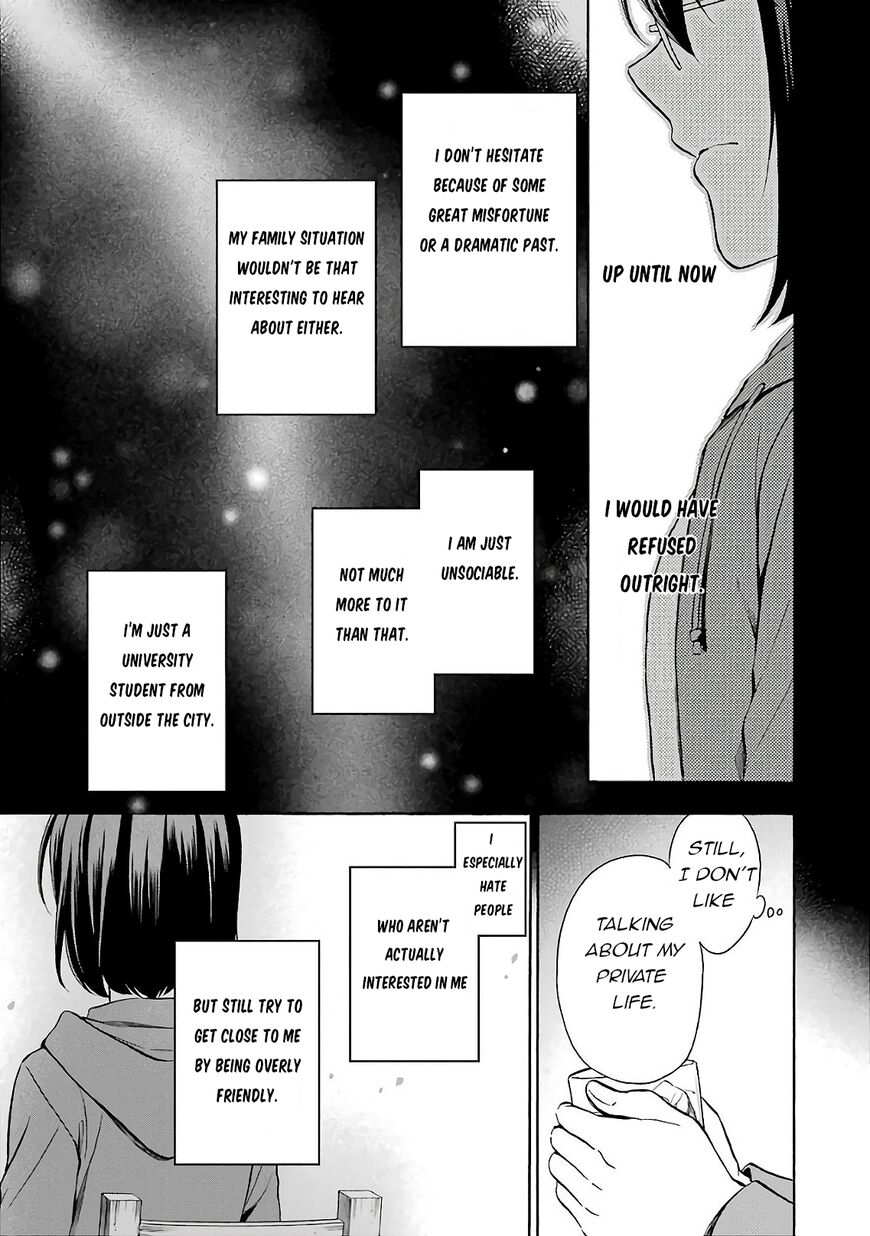 UP UNTIL NOW
I WOULD HAVE
REFUSED
OUTRIGHT.
I DON'T HESITATE
BECAUSE OF SOME
GREAT MISFORTUNE
OR A DRAMATIC PAST.
MY FAMILY SITUATION
WOULDN'T BE THAT
INTERESTING TO HEAR
ABOUT EITHER.
I AM JUST
UNSOCIABLE.
NOT MUCH
MORE TO IT
THAN THAT.
I'M JUST A
UNIVERSITY
STUDENT FROM
OUTSIDE THE CITY.
STILL,
I DON'T
LIKE
TALKING
ABOUT MY
PRIVATE
LIFE.
I
ESPECIALLY
HATE
PEOPLE
WHO AREN'T
ACTUALLY
INTERESTED IN ME
BUT STILL TRY TO
GET CLOSE TO ME
BY BEING OVERLY
FRIENDLY.